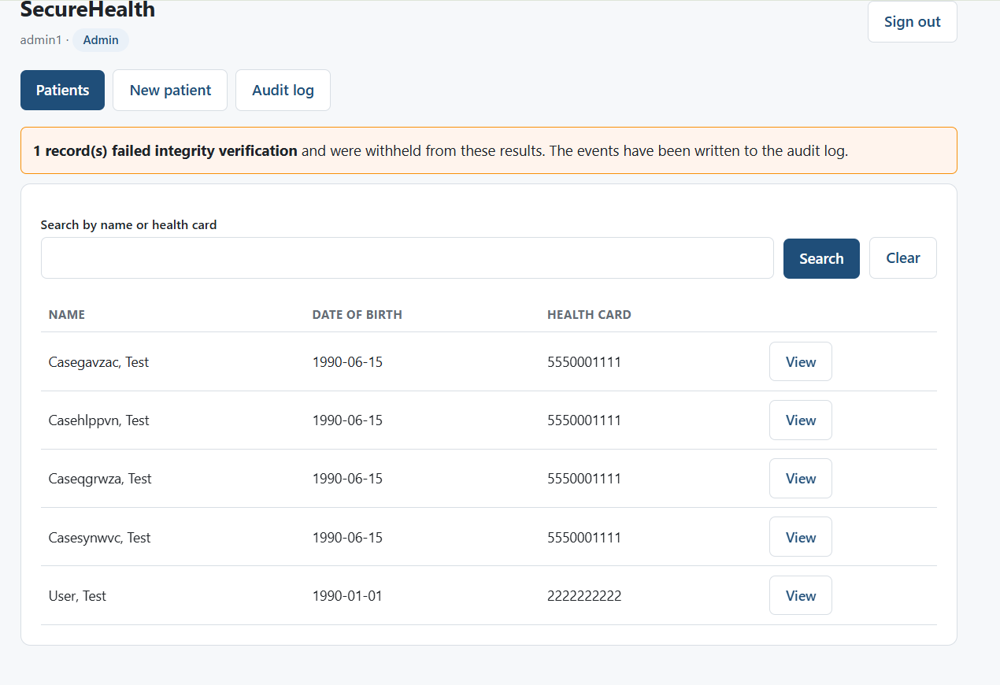 SecureHealth
Sign out
admin1 · Admin
Patients New patient Audit log
1 record(s) failed integrity verification and were withheld from these results. The events have been written to the audit log.
Search by name or health card
Search Clear
NAME DATE OF BIRTH HEALTH CARD
Casegavzac, Test 1990-06-15 5550001111 View
Casehlppvn, Test 1990-06-15 5550001111 View
Caseqgrwza, Test 1990-06-15 5550001111 View
Casesynwvc, Test 1990-06-15 5550001111 View
User, Test 1990-01-01 2222222222 View